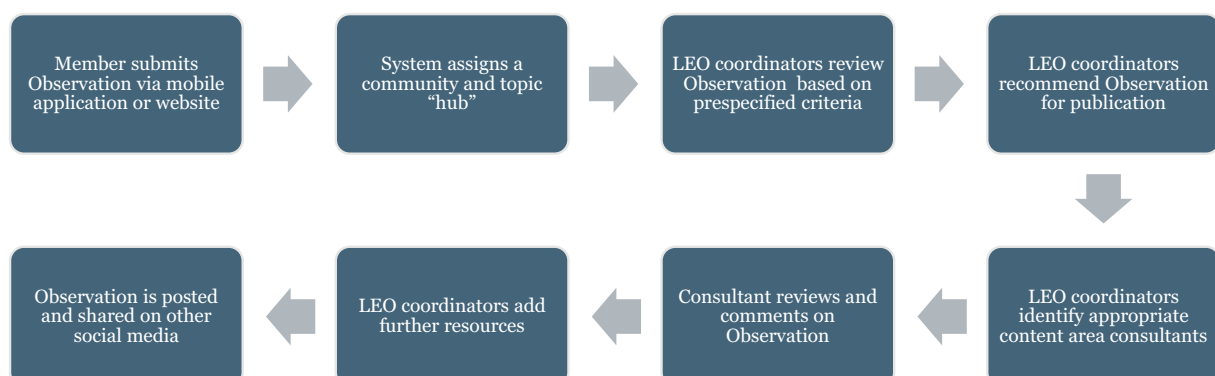 Member submits
Observation via mobile
application or website
System assigns a
community and topic
“hub”
LEO coordinators review
Observation based on
prespecified criteria
LEO coordinators
recommend Observation
for publication
LEO coordinators
identify appropriate
content area consultants
Consultant reviews and
comments on
Observation
LEO coordinators add
further resources
Observation is posted
and shared on other
social media